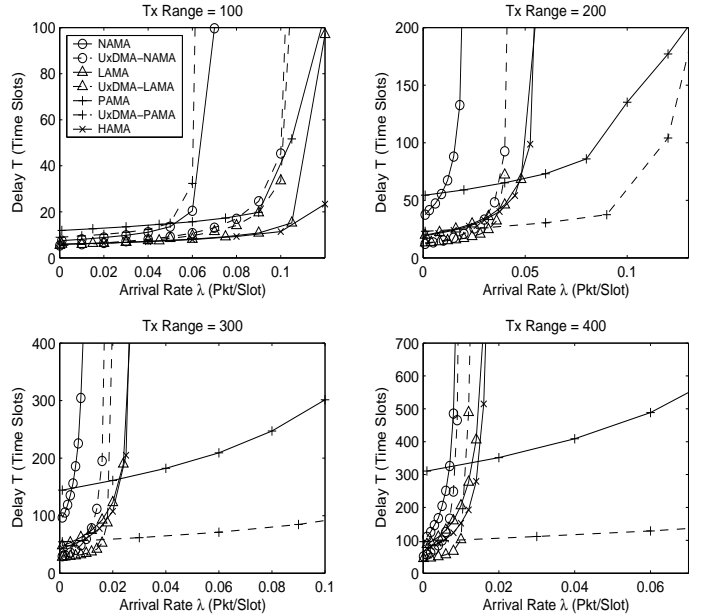 Tx Range = 100
100
80
60
40
20
0
Delay T (Time Slots)
NAMA
UxDMA−NAMA
LAMA
UxDMA−LAMA
PAMA
UxDMA−PAMA
HAMA
0 0.02 0.04 0.06 0.08 0.1
Arrival Rate λ (Pkt/Slot)
Tx Range = 200
200
150
100
50
0
Delay T (Time Slots)
0 0.05 0.1
Arrival Rate λ (Pkt/Slot)
Tx Range = 300
400
300
200
100
0
Delay T (Time Slots)
0 0.02 0.04 0.06 0.08 0.1
Arrival Rate λ (Pkt/Slot)
Tx Range = 400
700
600
500
400
300
200
100
0
Delay T (Time Slots)
0 0.02 0.04 0.06
Arrival Rate λ (Pkt/Slot)